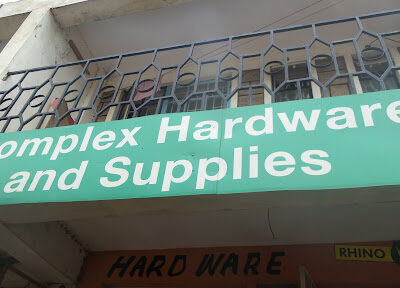 omplex Hardware
and Supplies
HARD WARE
RHINO